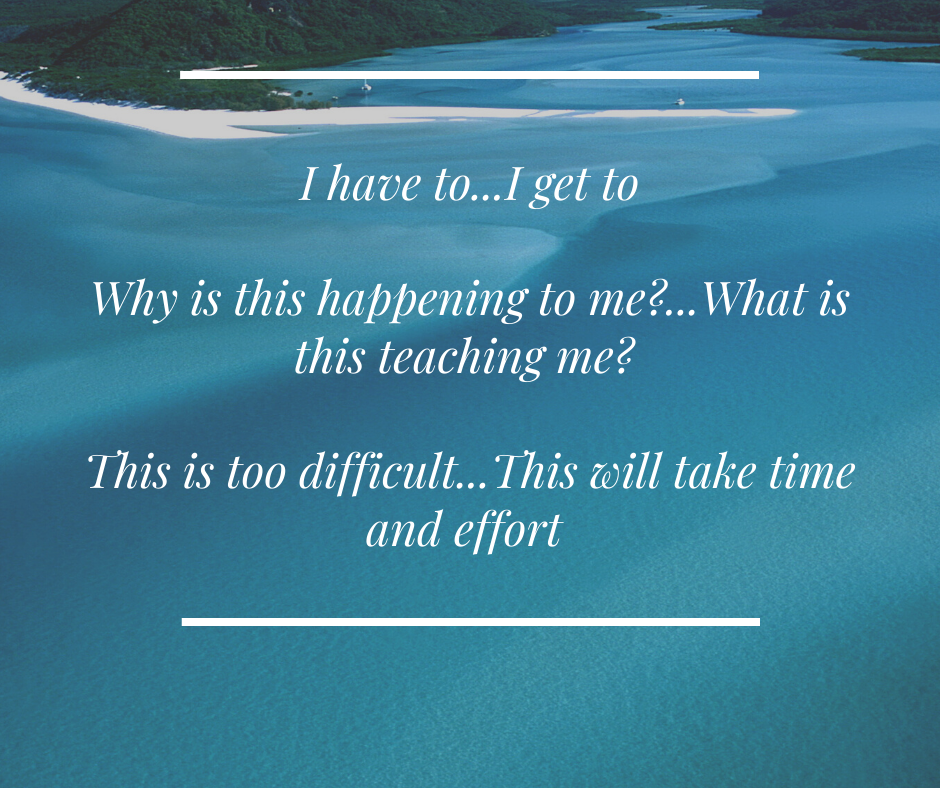 I have to...I get to
Why is this happening to me?...What is
this teaching me?
This is too difficult...This will take time
and effort